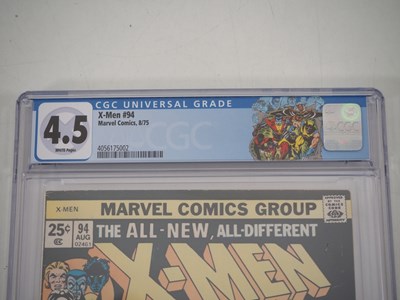 CGC UNIVERSAL GRADE
4.5
WHITE Pages
X-Men #94
Marvel Comics, 8/75
4056175002
CGC
X-MEN
MARVEL COMICS GROUP
25¢
94
AUG
02461
THE ALL-NEW, ALL-DIFFERENT
X-MEN